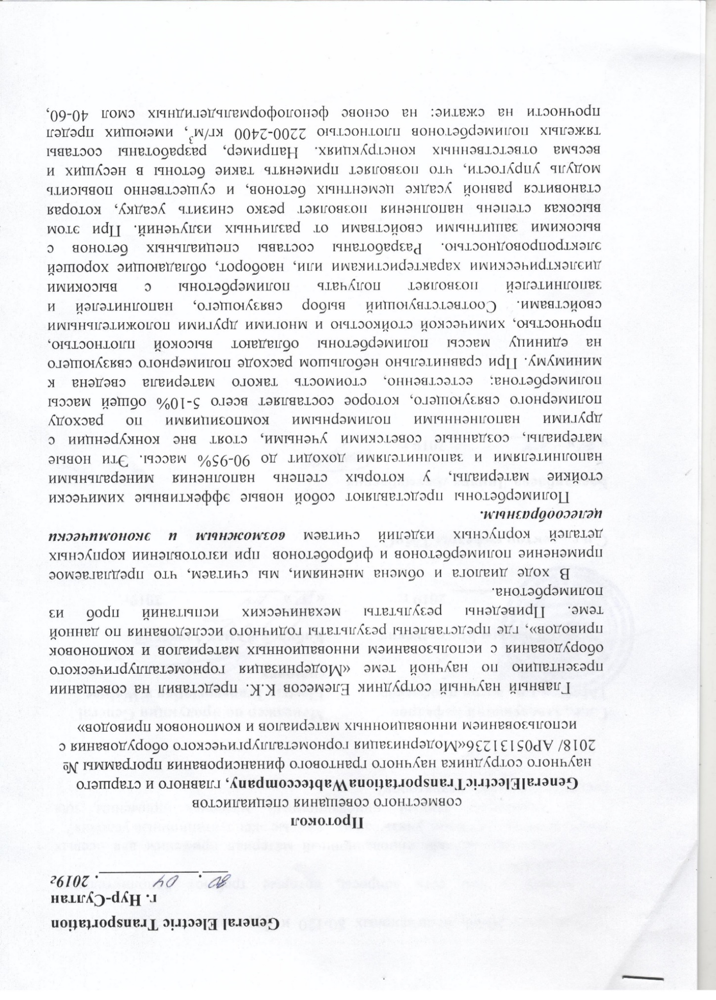 General Electric Transportation
г. Нур-Султан
30. 04. 2019г
Протокол
совместного совещания специалистов
GeneralElectricTransportationаWabteccompany, главного и старшего
научного сотрудника научного грантового финансирования программы №
2018/ АР05131236«Модернизация горнометаллургического оборудования с
использованием инновационных материалов и компоновок приводов»
Главный научный сотрудник Елемесов К.К. представил на совещании
презентацию по научной теме «Модернизация горнометаллургического
оборудования с использованием инновационных материалов и компоновок
приводов», где представлены результаты годичного исследования по данной
теме. Приведены результаты механических испытаний проб из
полимербетона.
В ходе диалога и обмена мнениями, мы считаем, что предлагаемое
применение полимербетонов и фибробетонов при изготовлении корпусных
деталей корпусных изделий считаем возможным и экономически
целесообразным.
Полимербетоны представляют собой новые эффективные химически
стойкие материалы, у которых степень наполнения минеральными
наполнителями и заполнителями доходит до 90-95% массы. Эти новые
материалы, созданные советскими учеными, стоят вне конкуренции с
другими наполненными полимерными композициями по расходу
полимерного связующего, которое составляет всего 5-10% общей массы
полимербетона; естественно, стоимость такого материала сведена к
минимуму. При сравнительно небольшом расходе полимерного связующего
на единицу массы полимербетоны обладают высокой плотностью,
прочностью, химической стойкостью и многими другими положительными
свойствами. Соответствующий выбор связующего, наполнителей и
заполнителей позволяет получать полимербетоны с высокими
диэлектрическими характеристиками или, наоборот, обладающие хорошей
электропроводностью. Разработаны составы специальных бетонов с
высокими защитными свойствами от различных излучений. При этом
высокая степень наполнения позволяет резко снизить усадку, которая
становится равной усадке цементных бетонов, и существенно повысить
модуль упругости, что позволяет применять такие бетоны в несущих и
весьма ответственных конструкциях. Например, разработаны составы
тяжелых полимербетонов плотностью 2200-2400 кг/м³, имеющих предел
прочности на сжатие: на основе фенолоформальдегидных смол 40-60,